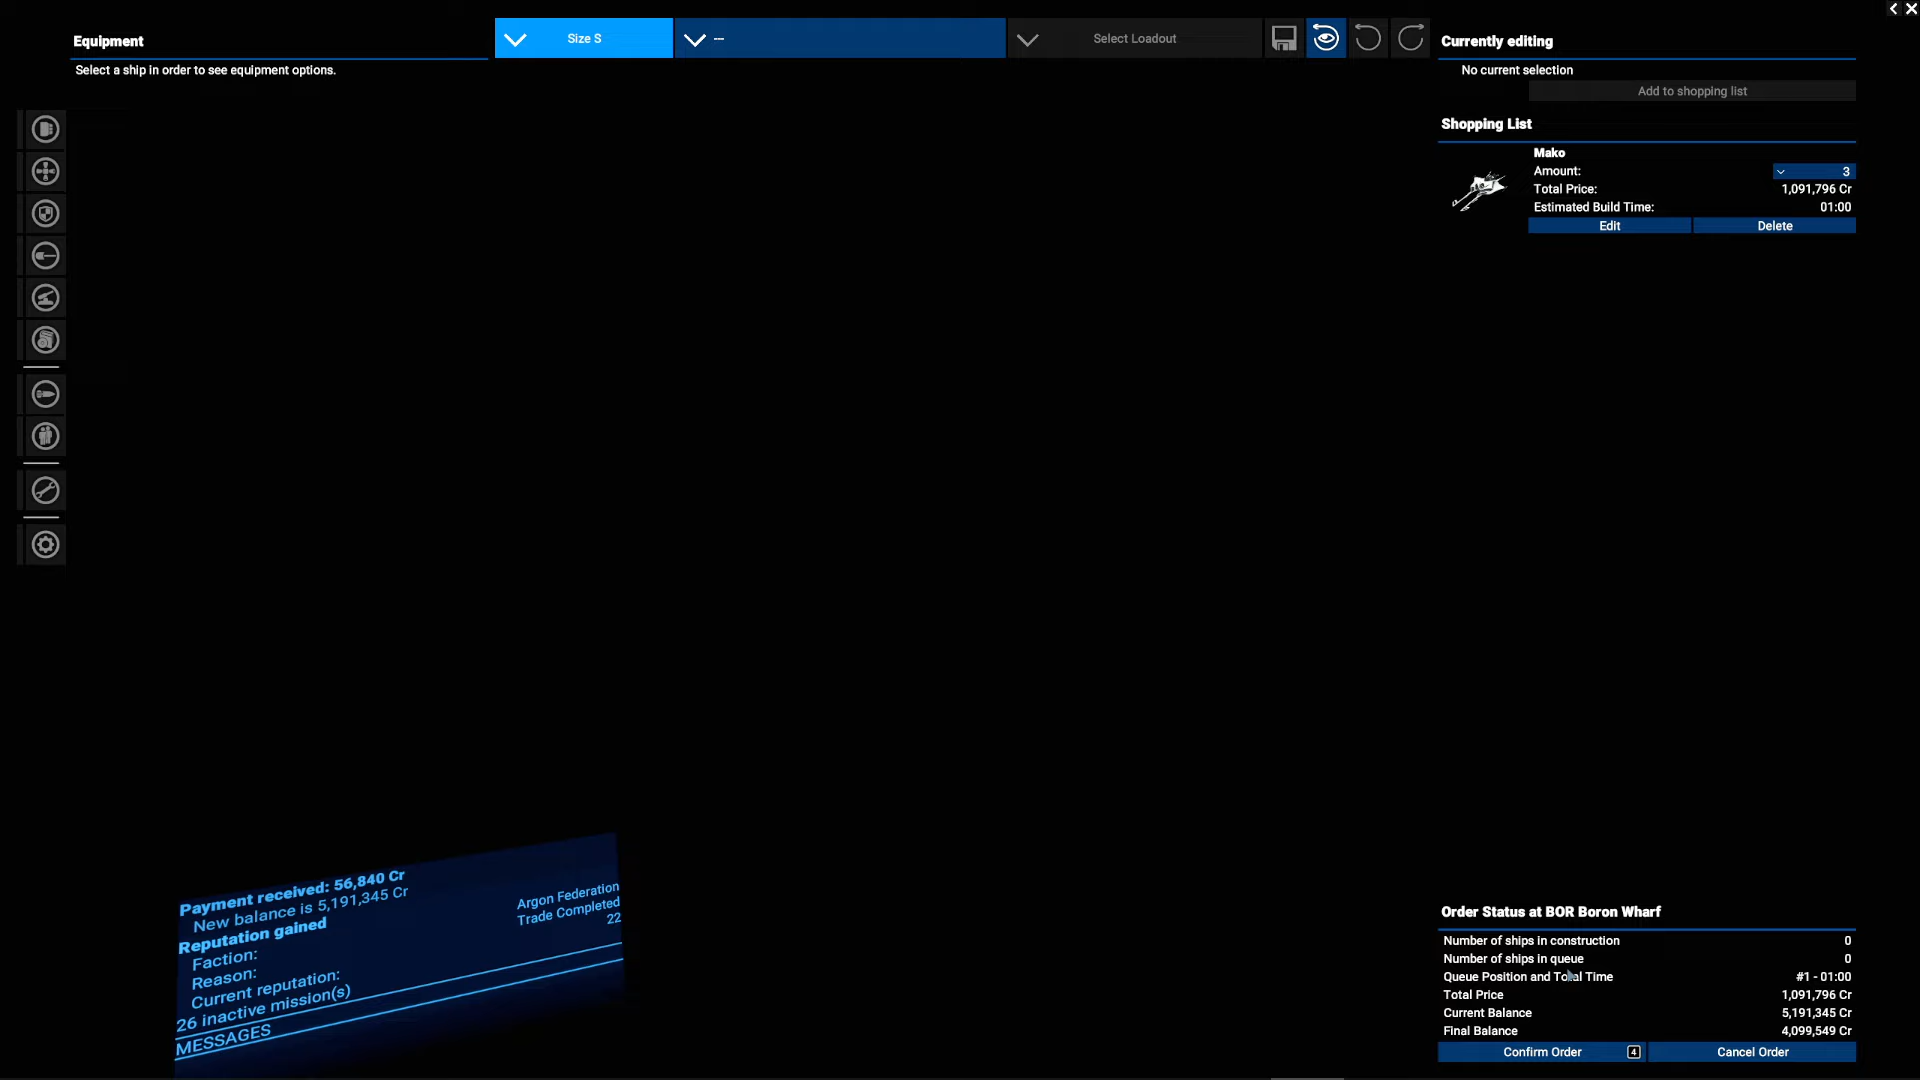 Equipment
Select a ship in order to see equipment options.
Size S
---
Select Loadout
Currently editing
No current selection
Add to shopping list
Shopping List
Mako
Amount: 3
Total Price: 1,091,796 Cr
Estimated Build Time: 01:00
Edit Delete
Payment received: 56,840 Cr
New balance is 5,191,345 Cr
Reputation gained
Faction: Argon Federation
Reason: Trade Completed
Current reputation: 22
26 inactive mission(s)
MESSAGES
Order Status at BOR Boron Wharf
Number of ships in construction 0
Number of ships in queue 0
Queue Position and Total Time #1 - 01:00
Total Price 1,091,796 Cr
Current Balance 5,191,345 Cr
Final Balance 4,099,549 Cr
Confirm Order 4 Cancel Order